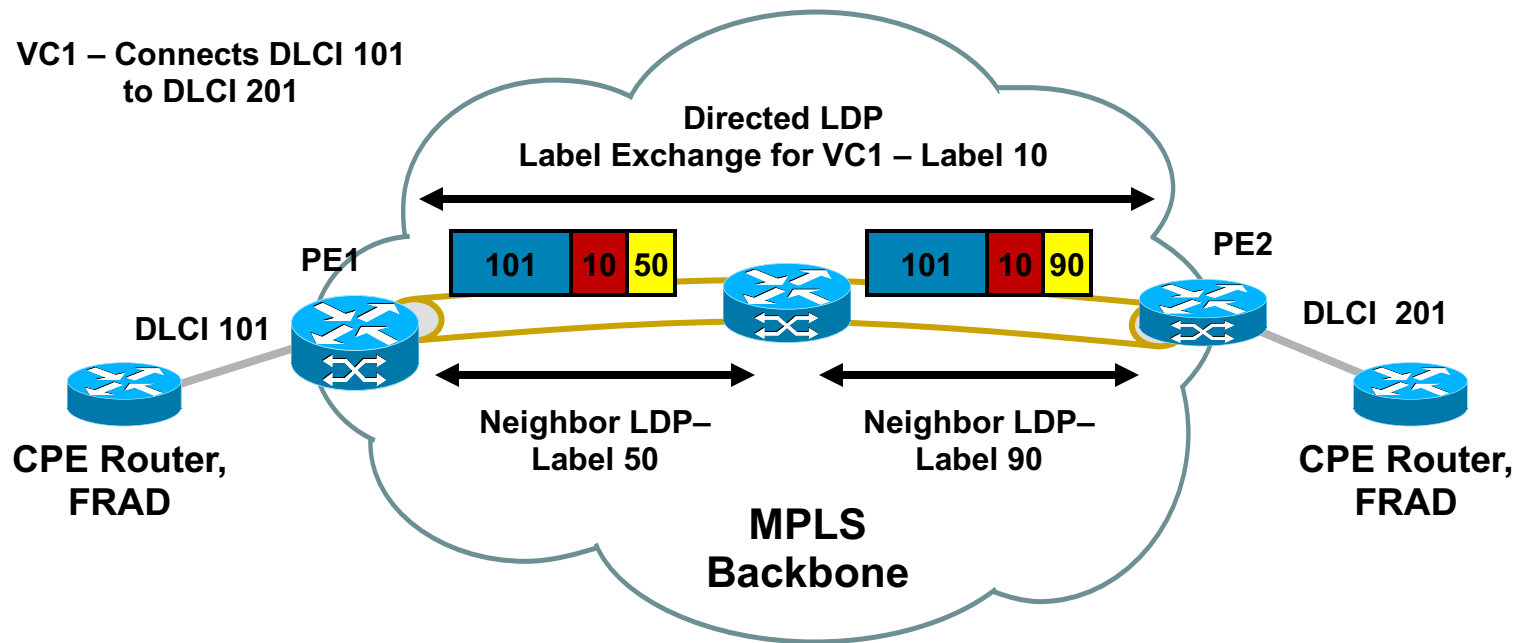 VC1 – Connects DLCI 101
to DLCI 201
Directed LDP
Label Exchange for VC1 – Label 10
PE1
101 10 50
101 10 90
PE2
DLCI 101
DLCI  201
Neighbor LDP–
Label 50
Neighbor LDP–
Label 90
CPE Router,
FRAD
CPE Router,
FRAD
MPLS
Backbone